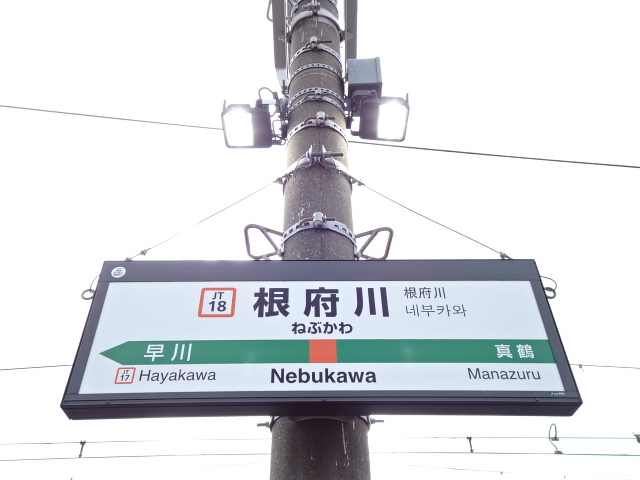 JT
18
根府川
根府川
네부카와
ねぶかわ
早川
真鶴
JT
17
Hayakawa
Nebukawa
Manazuru